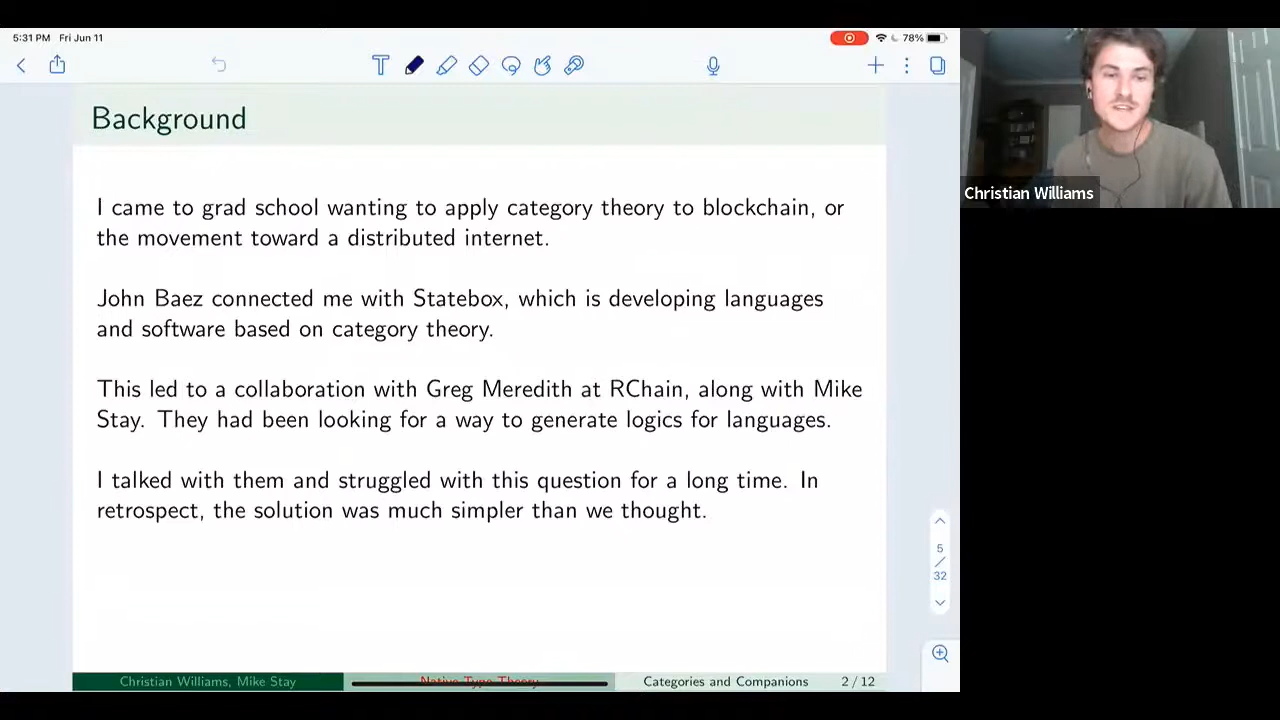 5:31 PM Fri Jun 11
78%
Background
Christian Williams
I came to grad school wanting to apply category theory to blockchain, or
the movement toward a distributed internet.
John Baez connected me with Statebox, which is developing languages
and software based on category theory.
This led to a collaboration with Greg Meredith at RChain, along with Mike
Stay. They had been looking for a way to generate logics for languages.
I talked with them and struggled with this question for a long time. In
retrospect, the solution was much simpler than we thought.
5
/
32
Christian Williams, Mike Stay
Native Type Theory
Categories and Companions
2 / 12